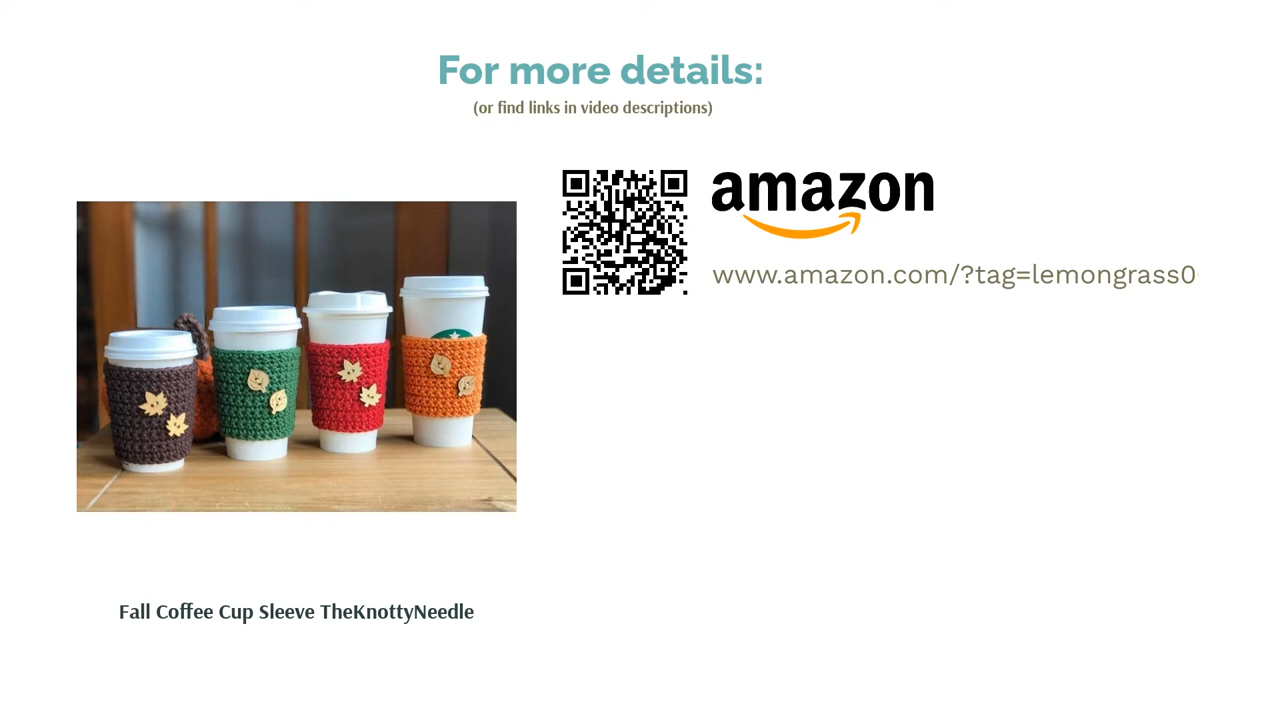 For more details:
(or find links in video descriptions)
amazon
www.amazon.com/?tag=lemongrass0
Fall Coffee Cup Sleeve TheKnottyNeedle